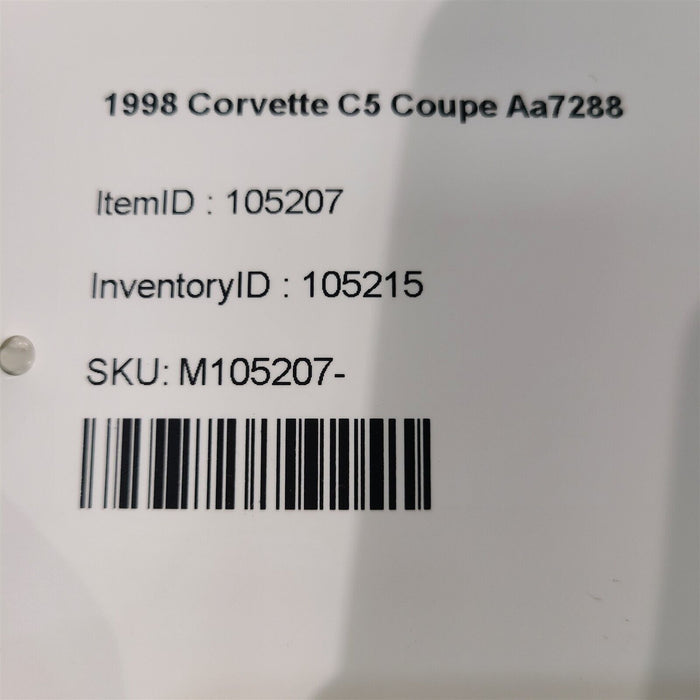 1998 Corvette C5 Coupe Aa7288
ItemID : 105207
InventoryID : 105215
SKU: M105207-